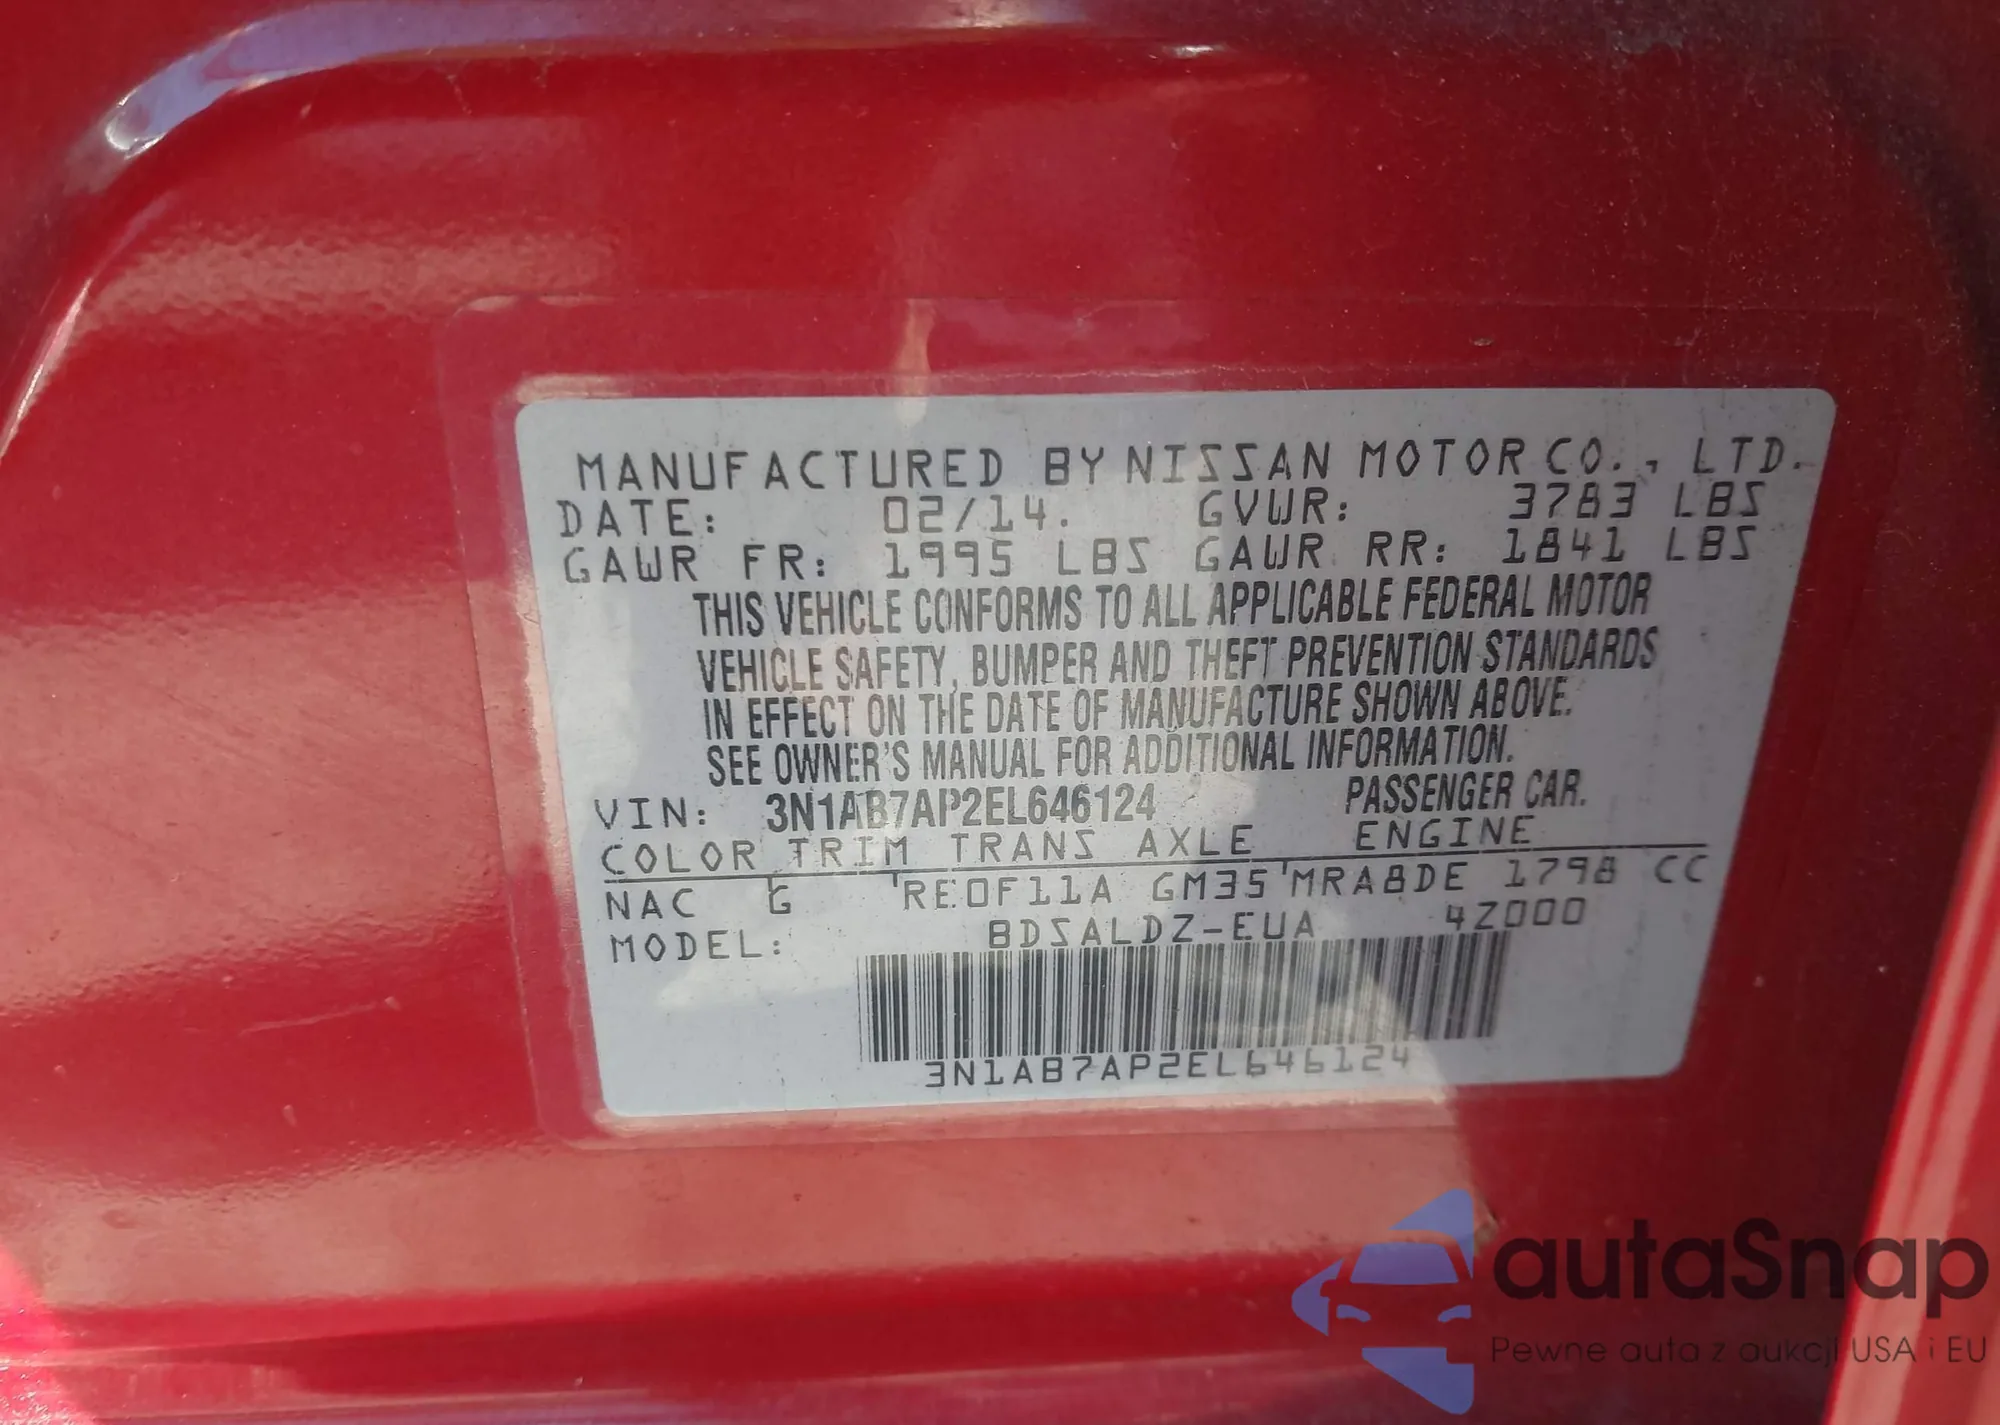 MANUFACTURED BY NISSAN MOTOR CO., LTD.
DATE: 02/14. GVWR: 3783 LBS
GAWR FR: 1995 LBS GAWR RR: 1841 LBS
THIS VEHICLE CONFORMS TO ALL APPLICABLE FEDERAL MOTOR
VEHICLE SAFETY, BUMPER AND THEFT PREVENTION STANDARDS
IN EFFECT ON THE DATE OF MANUFACTURE SHOWN ABOVE.
SEE OWNER'S MANUAL FOR ADDITIONAL INFORMATION.
VIN: 3N1AB7AP2EL646124 PASSENGER CAR.
COLOR TRIM TRANS AXLE ENGINE
NAC G RE0F11A GM35 MRA8DE 1798 CC
MODEL: BDSALDZ-EUA 4Z000
3N1AB7AP2EL646124
autaSnap
Pewne auta z aukcji USA i EU